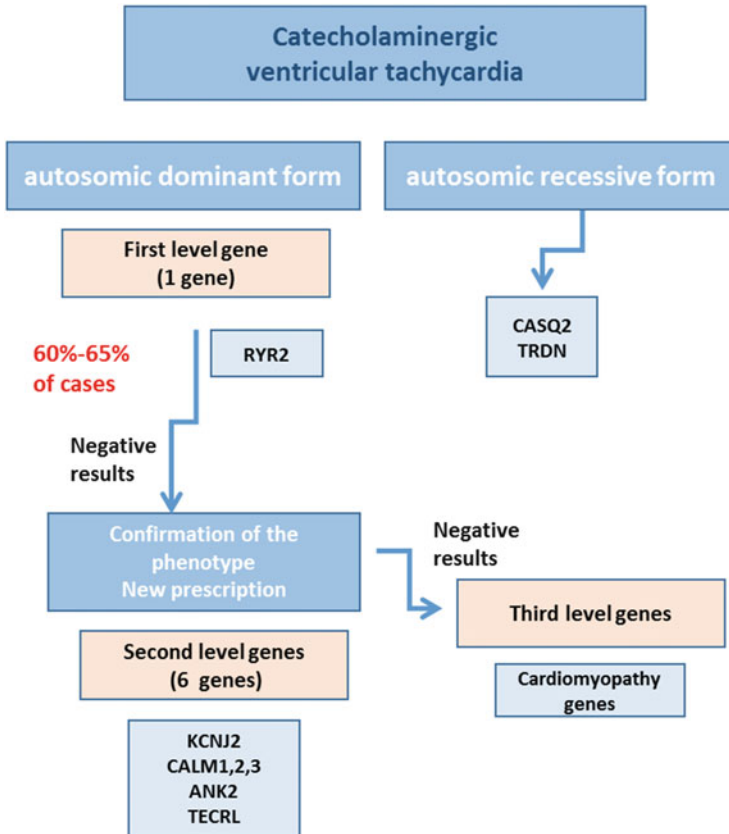 Catecholaminergic
ventricular tachycardia
autosomic dominant form
autosomic recessive form
First level gene
(1 gene)
CASQ2
TRDN
60%-65%
of cases
RYR2
Negative
results
Confirmation of the
phenotype
New prescription
Negative
results
Third level genes
Second level genes
(6 genes)
Cardiomyopathy
genes
KCNJ2
CALM1,2,3
ANK2
TECRL